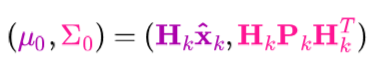 (μ₀, Σ₀) = (Hₖx̂ₖ, HₖPₖHₖᵀ)